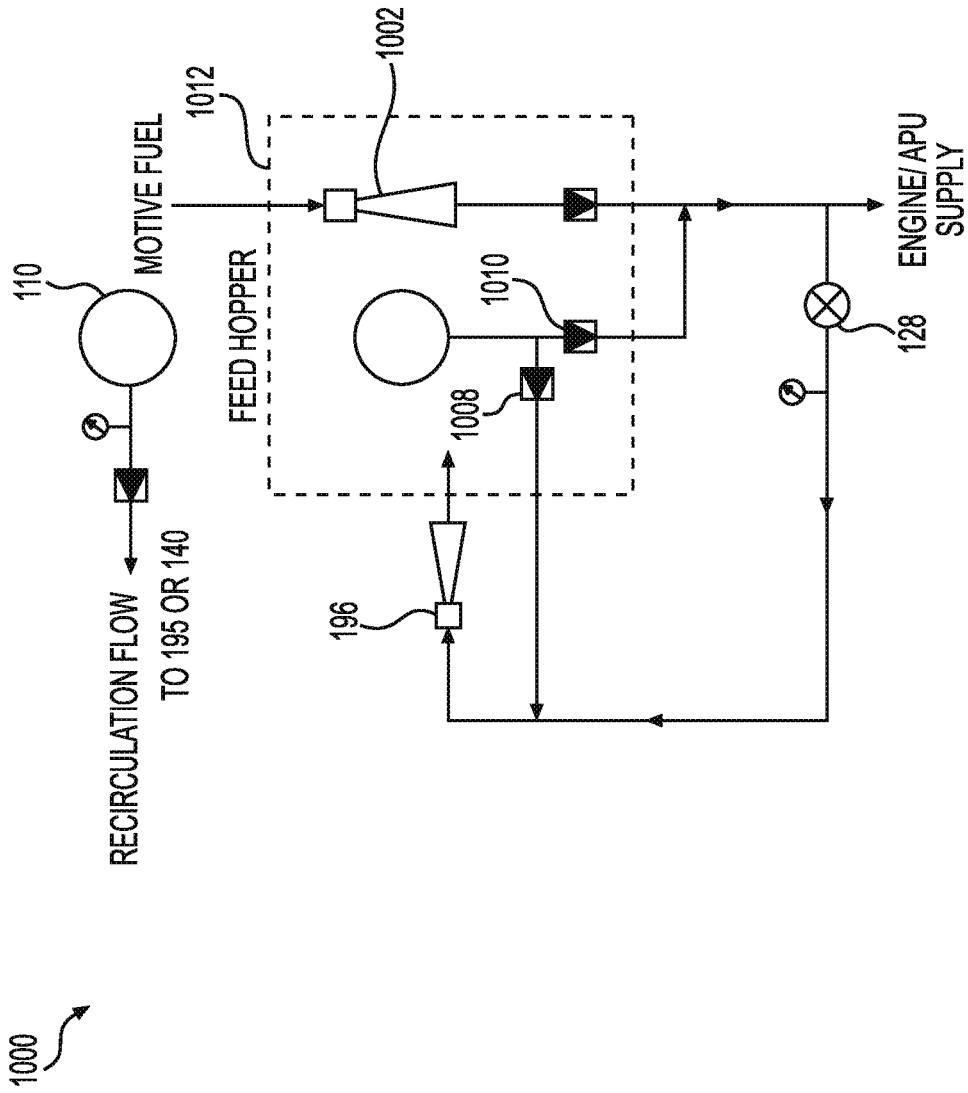 1000
RECIRCULATION FLOW
TO 195 OR 140
110
MOTIVE FUEL
1012
1002
FEED HOPPER
1010
1008
196
128
ENGINE/APU
SUPPLY